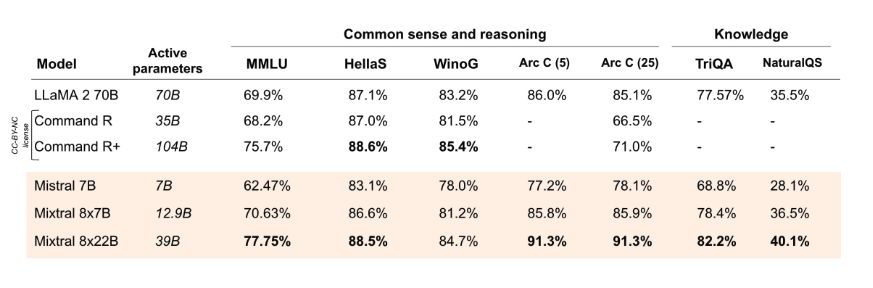 Common sense and reasoning Knowledge
Model Active parameters MMLU HellaS WinoG Arc C (5) Arc C (25) TriQA NaturalQS
LLaMA 2 70B 70B 69.9% 87.1% 83.2% 86.0% 85.1% 77.57% 35.5%
CC-BY-NC license
Command R 35B 68.2% 87.0% 81.5% - 66.5% - -
Command R+ 104B 75.7% 88.6% 85.4% - 71.0% - -
Mistral 7B 7B 62.47% 83.1% 78.0% 77.2% 78.1% 68.8% 28.1%
Mixtral 8x7B 12.9B 70.63% 86.6% 81.2% 85.8% 85.9% 78.4% 36.5%
Mixtral 8x22B 39B 77.75% 88.5% 84.7% 91.3% 91.3% 82.2% 40.1%